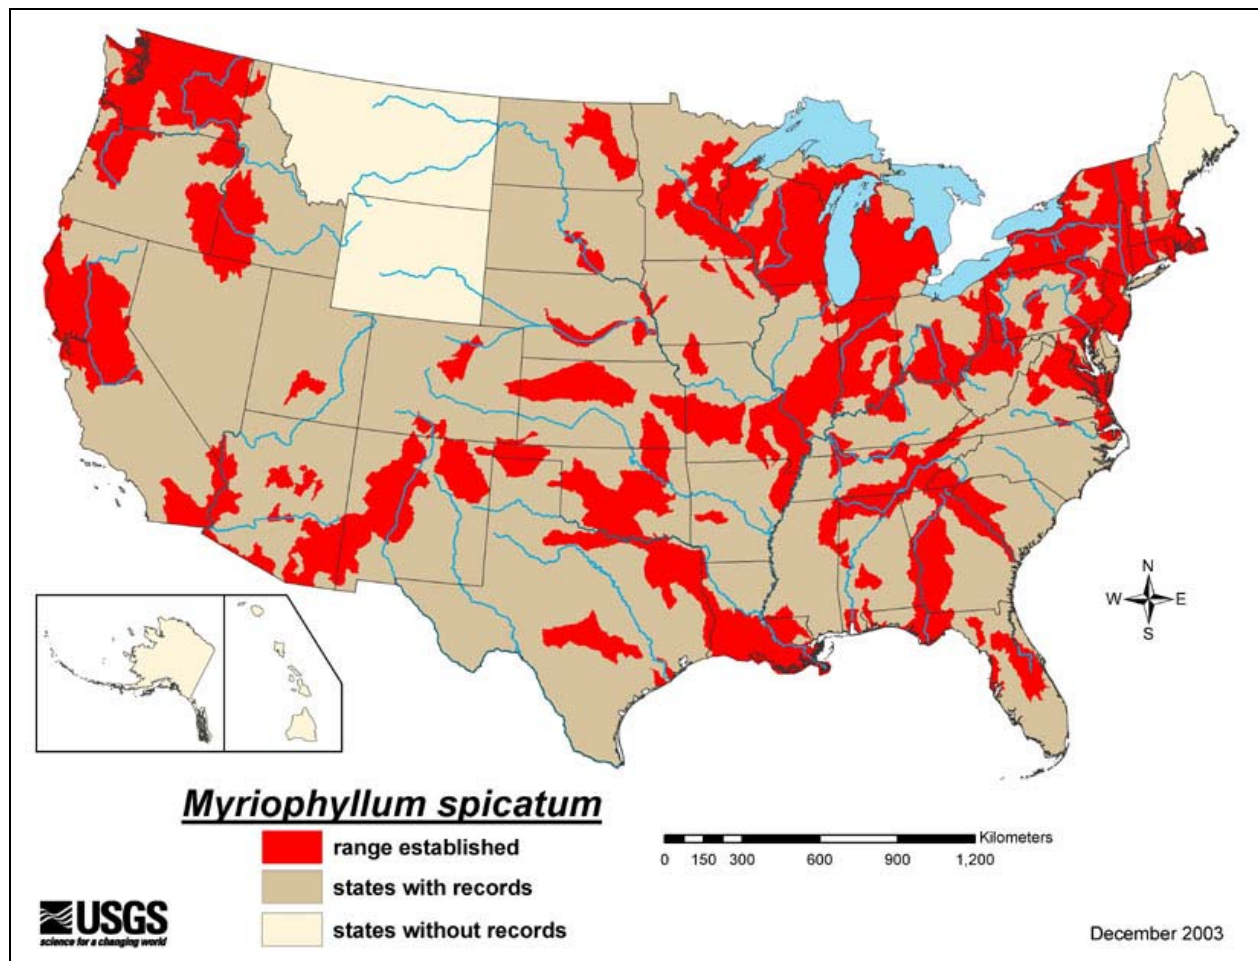 N
W E
S
Myriophyllum spicatum
range established
states with records
states without records
Kilometers
0 150 300 600 900 1,200
USGS
science for a changing world
December 2003